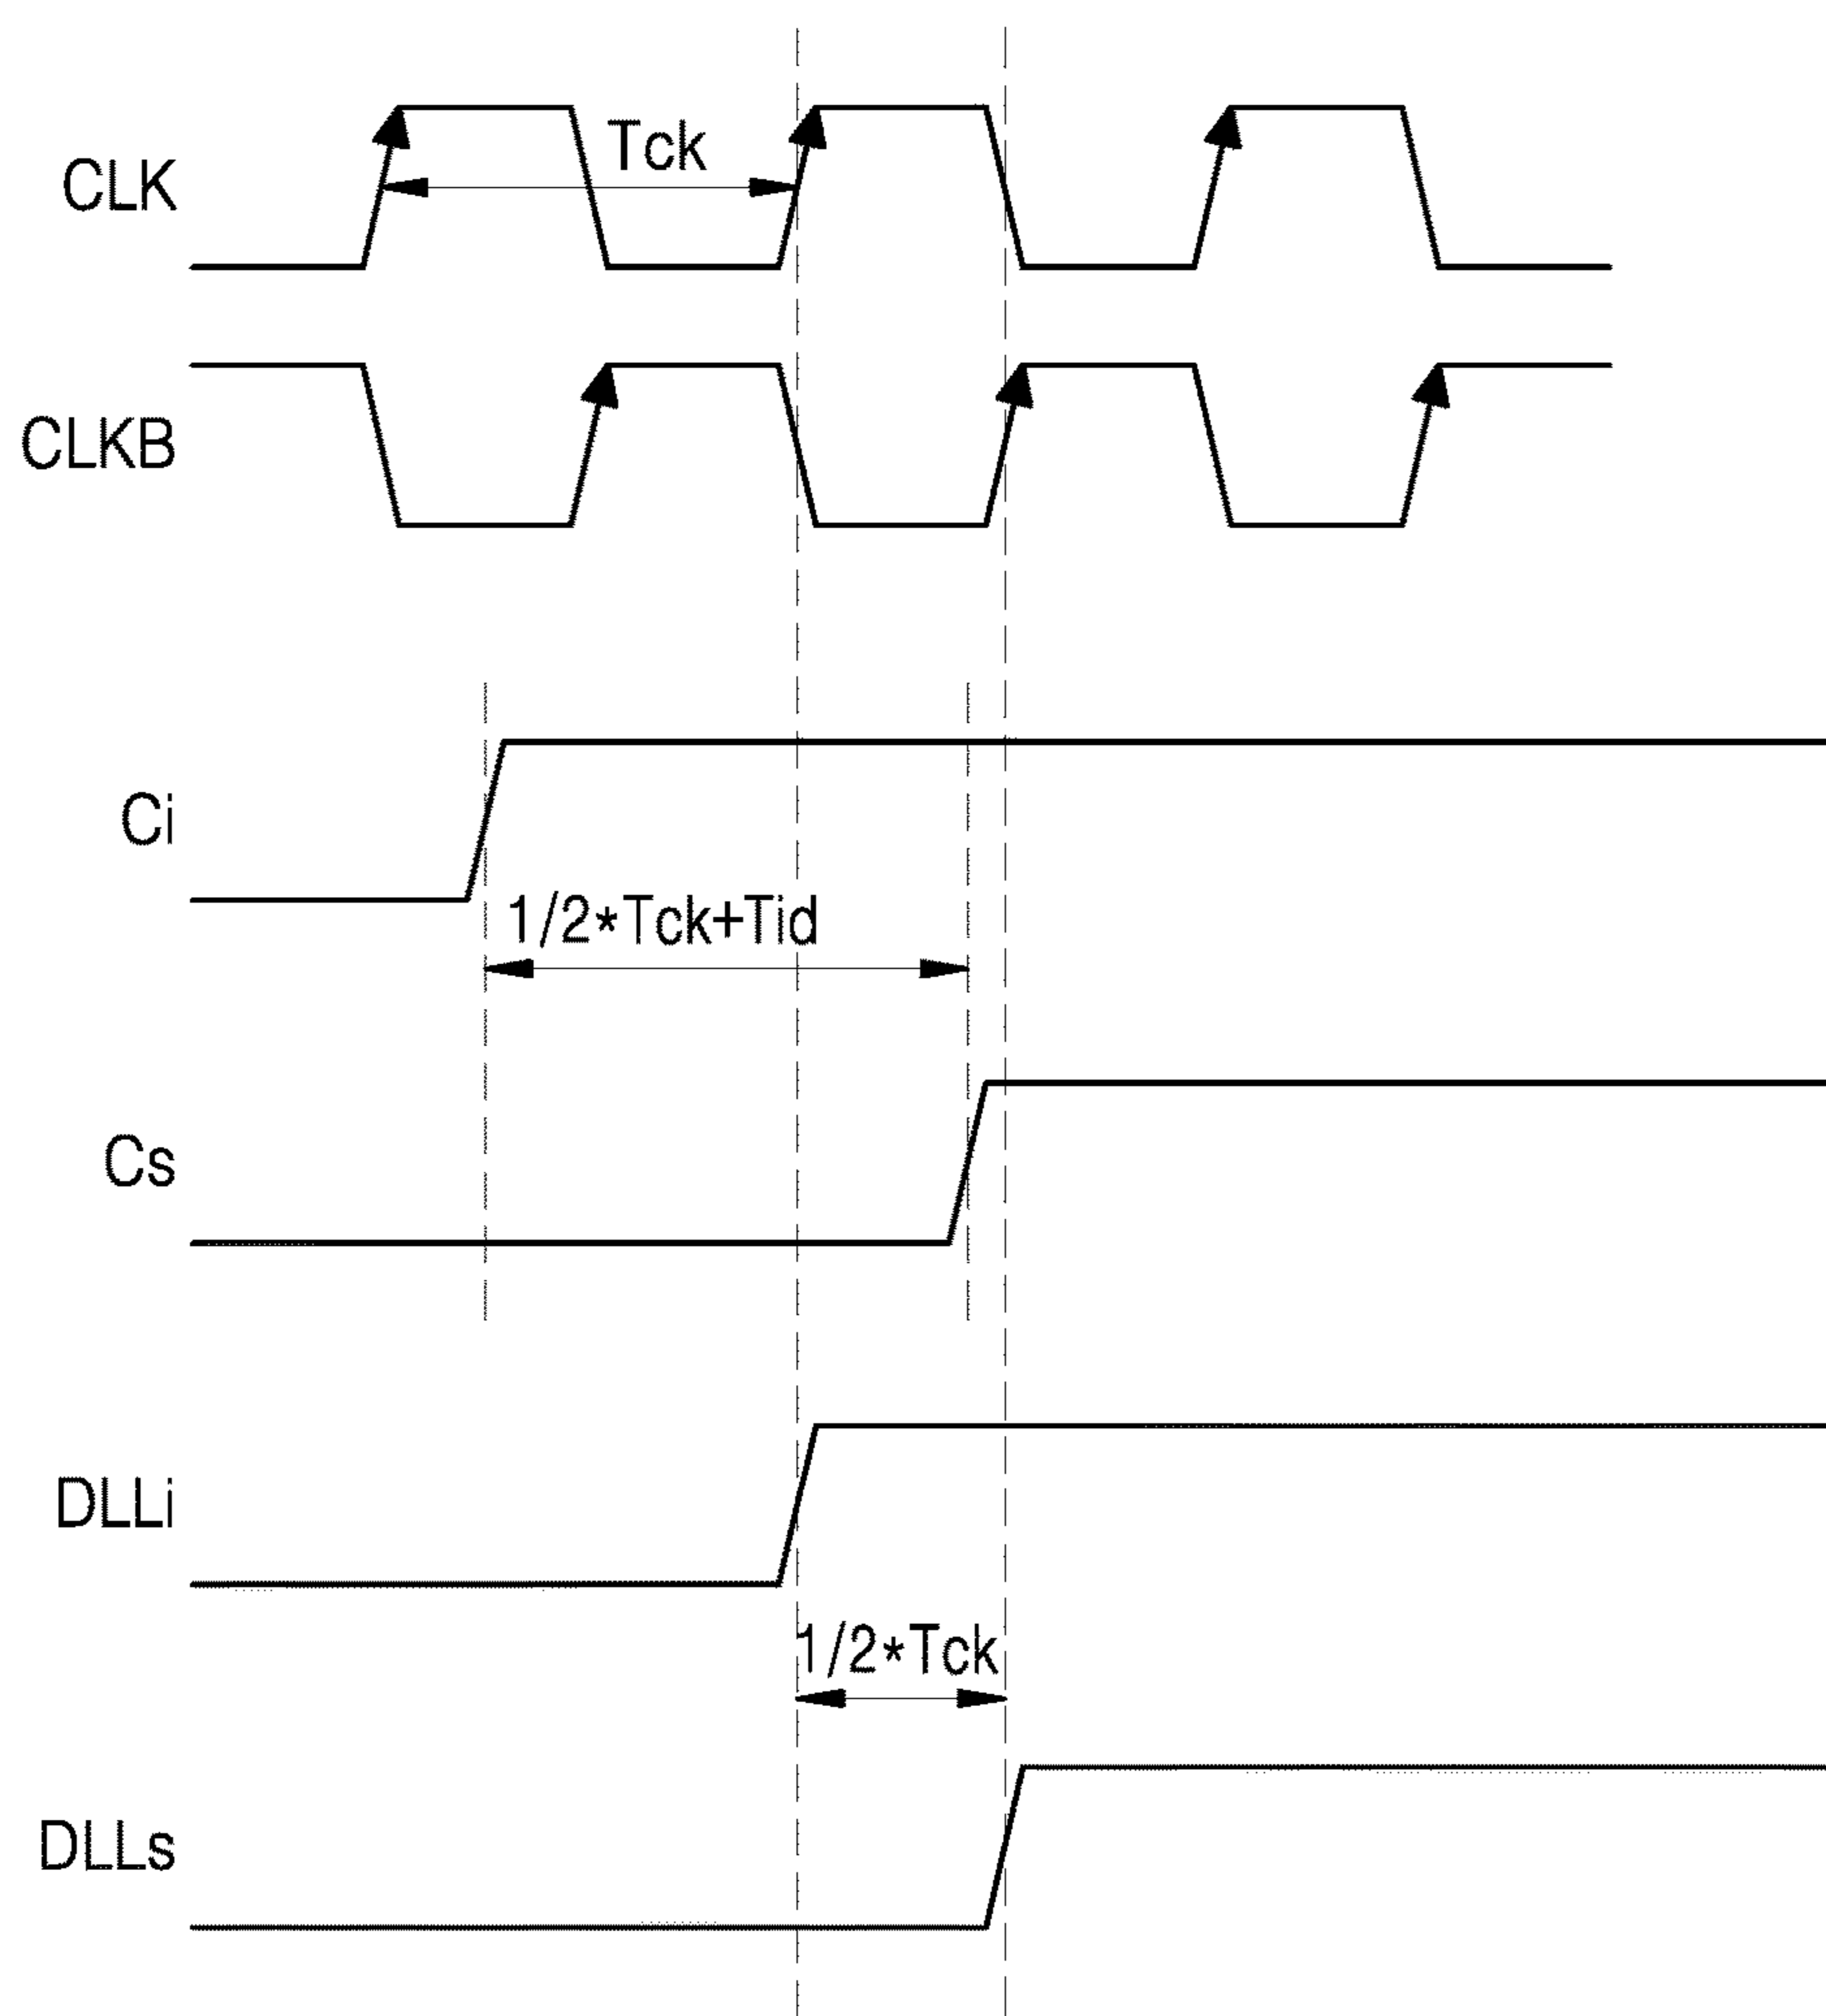 Tck
CLK
CLKB
Ci
1/2*Tck+Tid
Cs
DLLi
1/2*Tck
DLLs